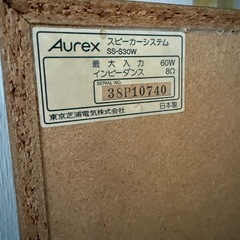 Aurex スピーカーシステム
SS-S30W
最大入力 60W
インピーダンス 8Ω
SERIAL NO.
38P10740
東京芝浦電気株式会社 日本製